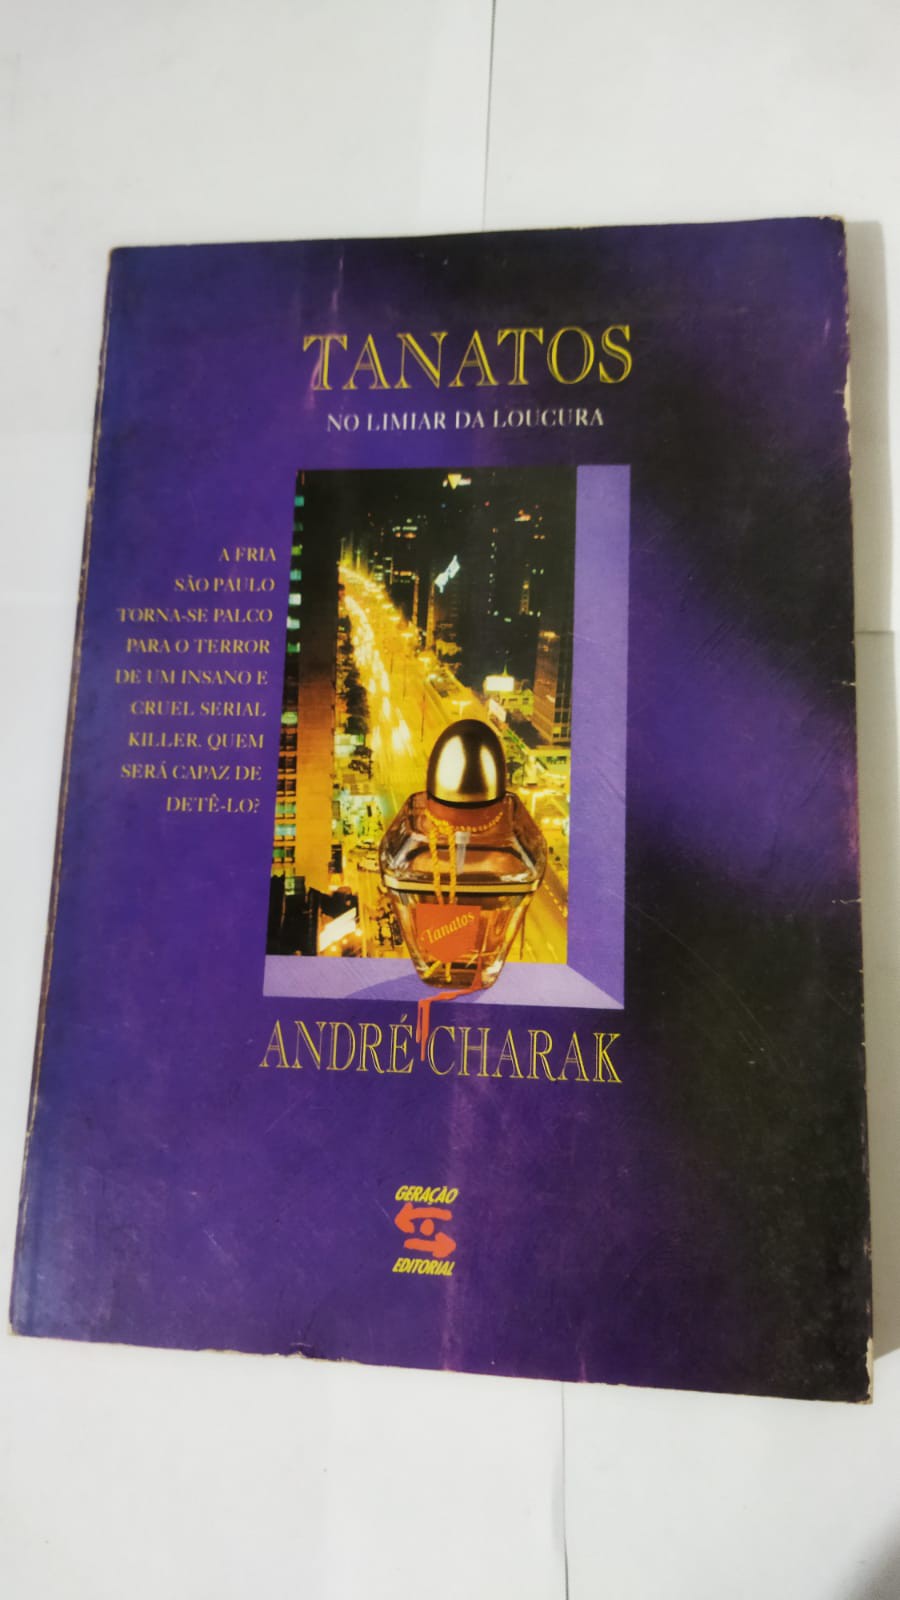 TANATOS
NO LIMIAR DA LOUCURA
A FRIA
SÃO PAULO
TORNA-SE PALCO
PARA O TERROR
DE UM INSANO E
CRUEL SERIAL
KILLER. QUEM
SERÁ CAPAZ DE
DETÊ-LO?
Tanatos
ANDRÉ CHARAK
GERAÇÃO
EDITORIAL